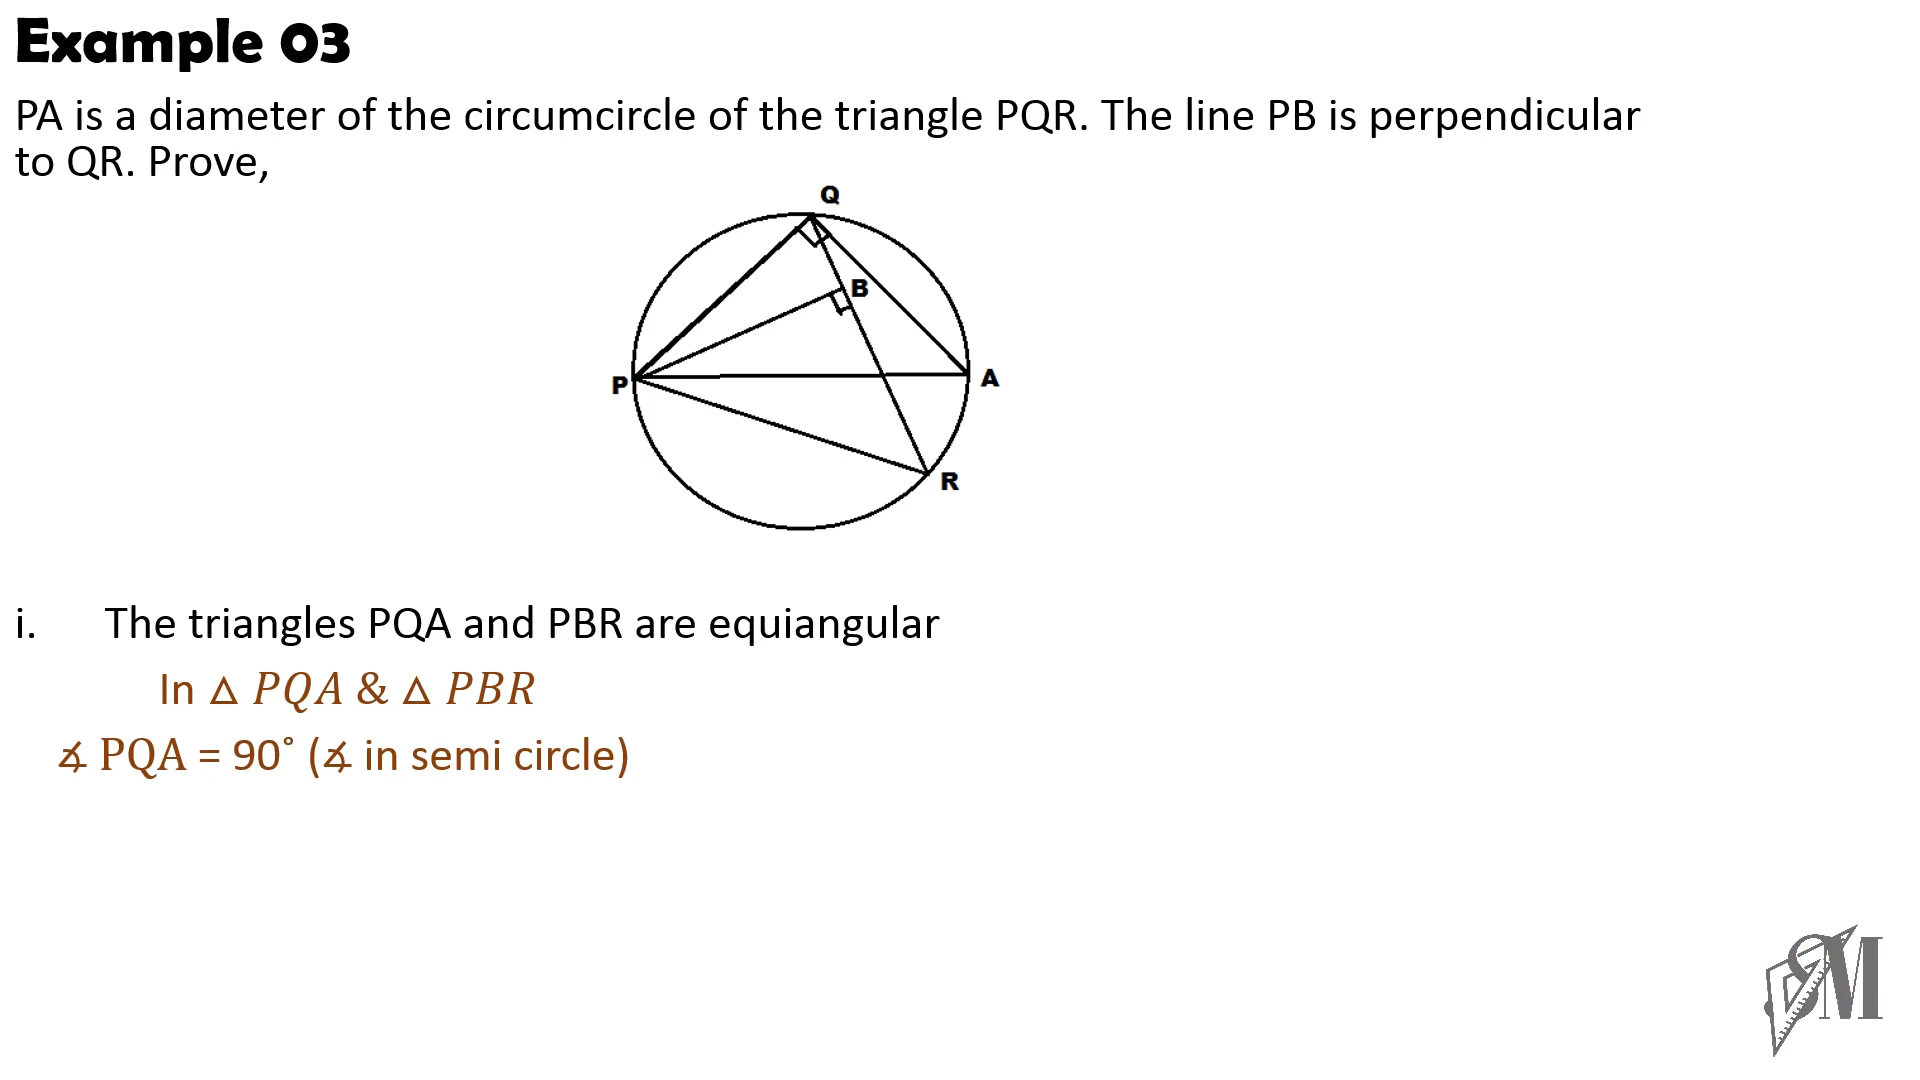 Example 03
PA is a diameter of the circumcircle of the triangle PQR. The line PB is perpendicular
to QR. Prove,
Q
B
P
A
R
i. The triangles PQA and PBR are equiangular
In △ PQA & △ PBR
∡ PQA = 90° (∡ in semi circle)
SM